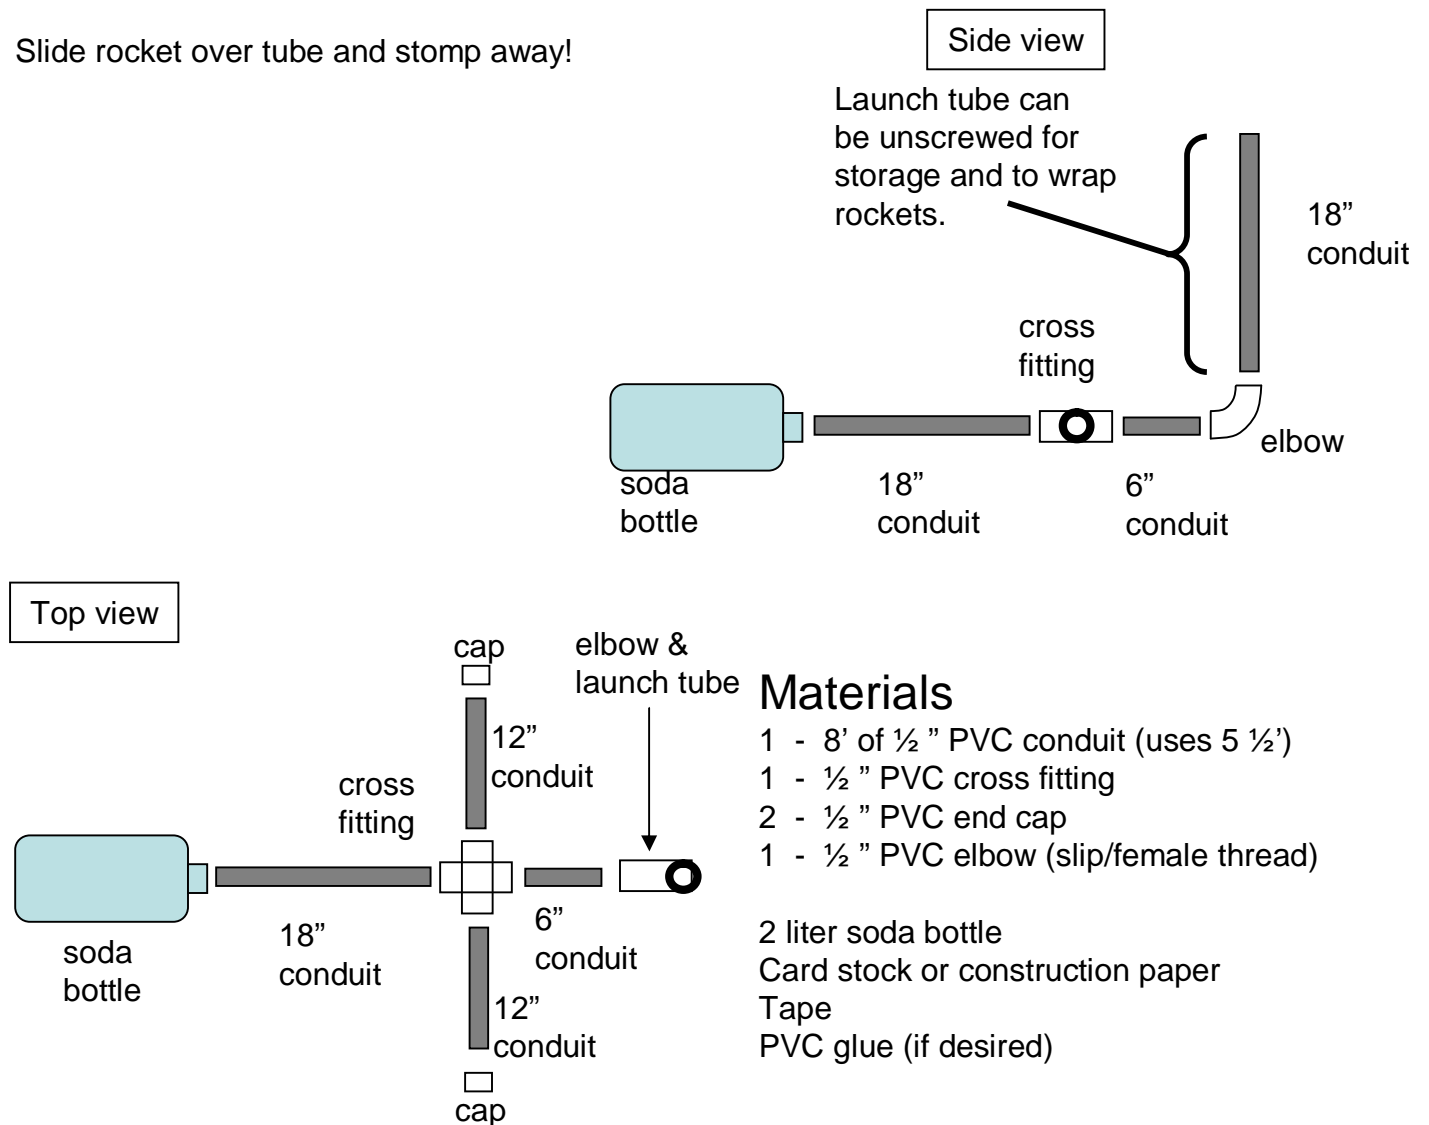 Slide rocket over tube and stomp away!
Side view
Launch tube can
be unscrewed for
storage and to wrap
rockets.
18”
conduit
cross
fitting
elbow
soda
bottle
18”
conduit
6”
conduit
Top view
cap
elbow &
launch tube
12”
conduit
cross
fitting
soda
bottle
18”
conduit
6”
conduit
12”
conduit
cap
Materials
1 - 8’ of ½ ” PVC conduit (uses 5 ½’)
1 - ½ ” PVC cross fitting
2 - ½ ” PVC end cap
1 - ½ ” PVC elbow (slip/female thread)
2 liter soda bottle
Card stock or construction paper
Tape
PVC glue (if desired)